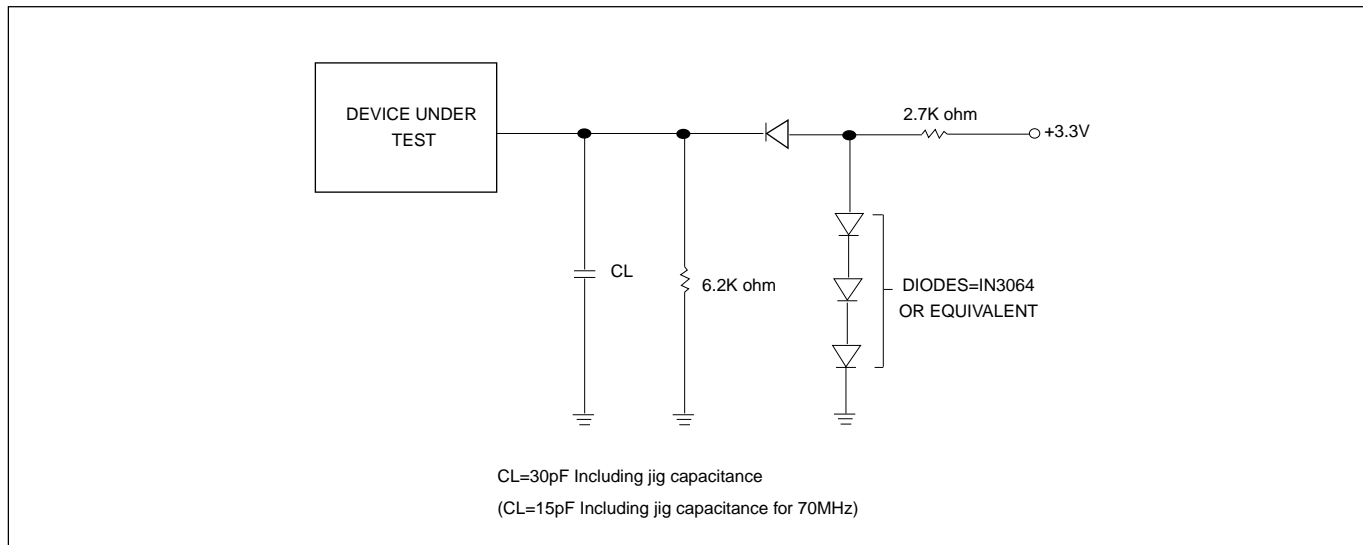 DEVICE UNDER
TEST
2.7K ohm
+3.3V
CL
6.2K ohm
DIODES=IN3064
OR EQUIVALENT
CL=30pF Including jig capacitance
(CL=15pF Including jig capacitance for 70MHz)